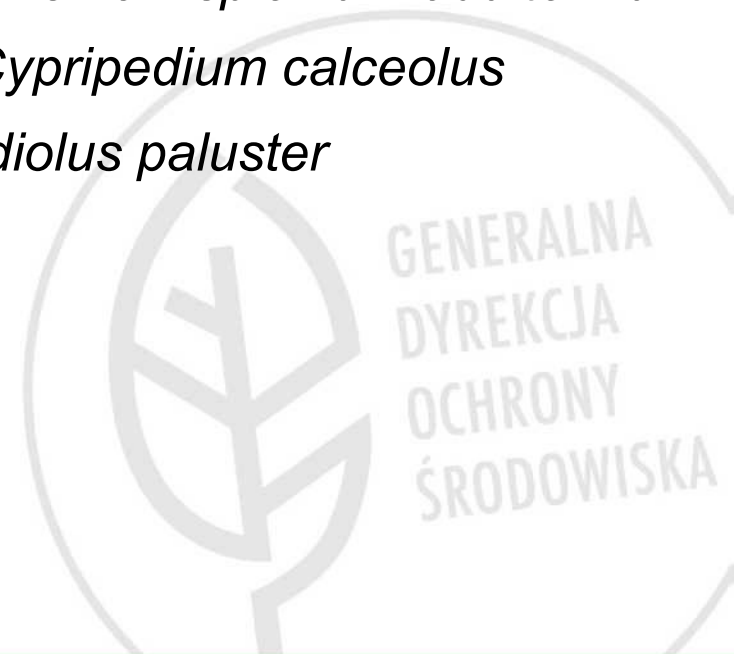 Cypripedium calceolus
diolus paluster
GENERALNA
DYREKCJA
OCHRONY
ŚRODOWISKA